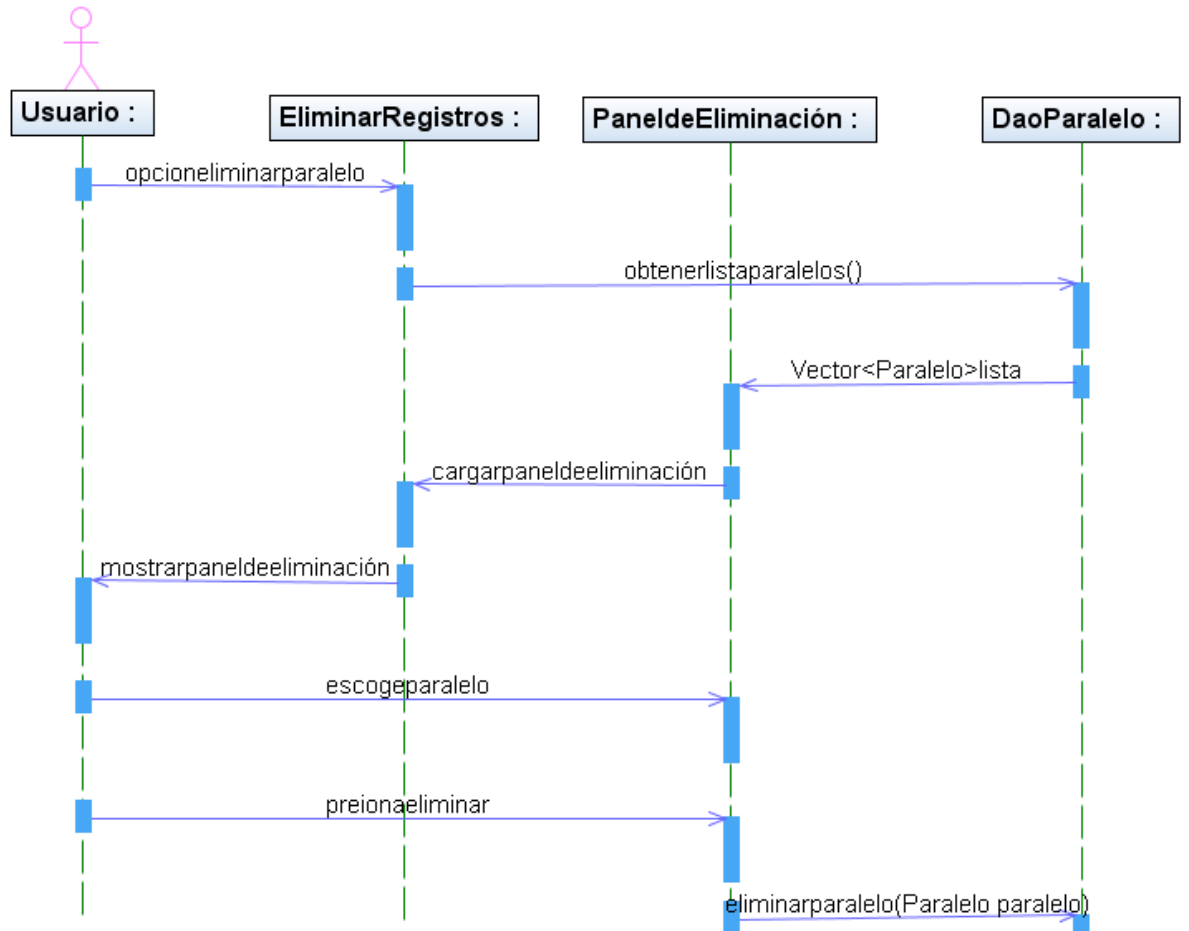 Usuario :
EliminarRegistros :
PaneldeEliminación :
DaoParalelo :
opcioneliminarparalelo
obtenerlistaparalelos()
Vector<Paralelo>lista
cargarpaneldeeliminación
mostrarpaneldeeliminación
escogeparalelo
preionaeliminar
eliminarparalelo(Paralelo paralelo)